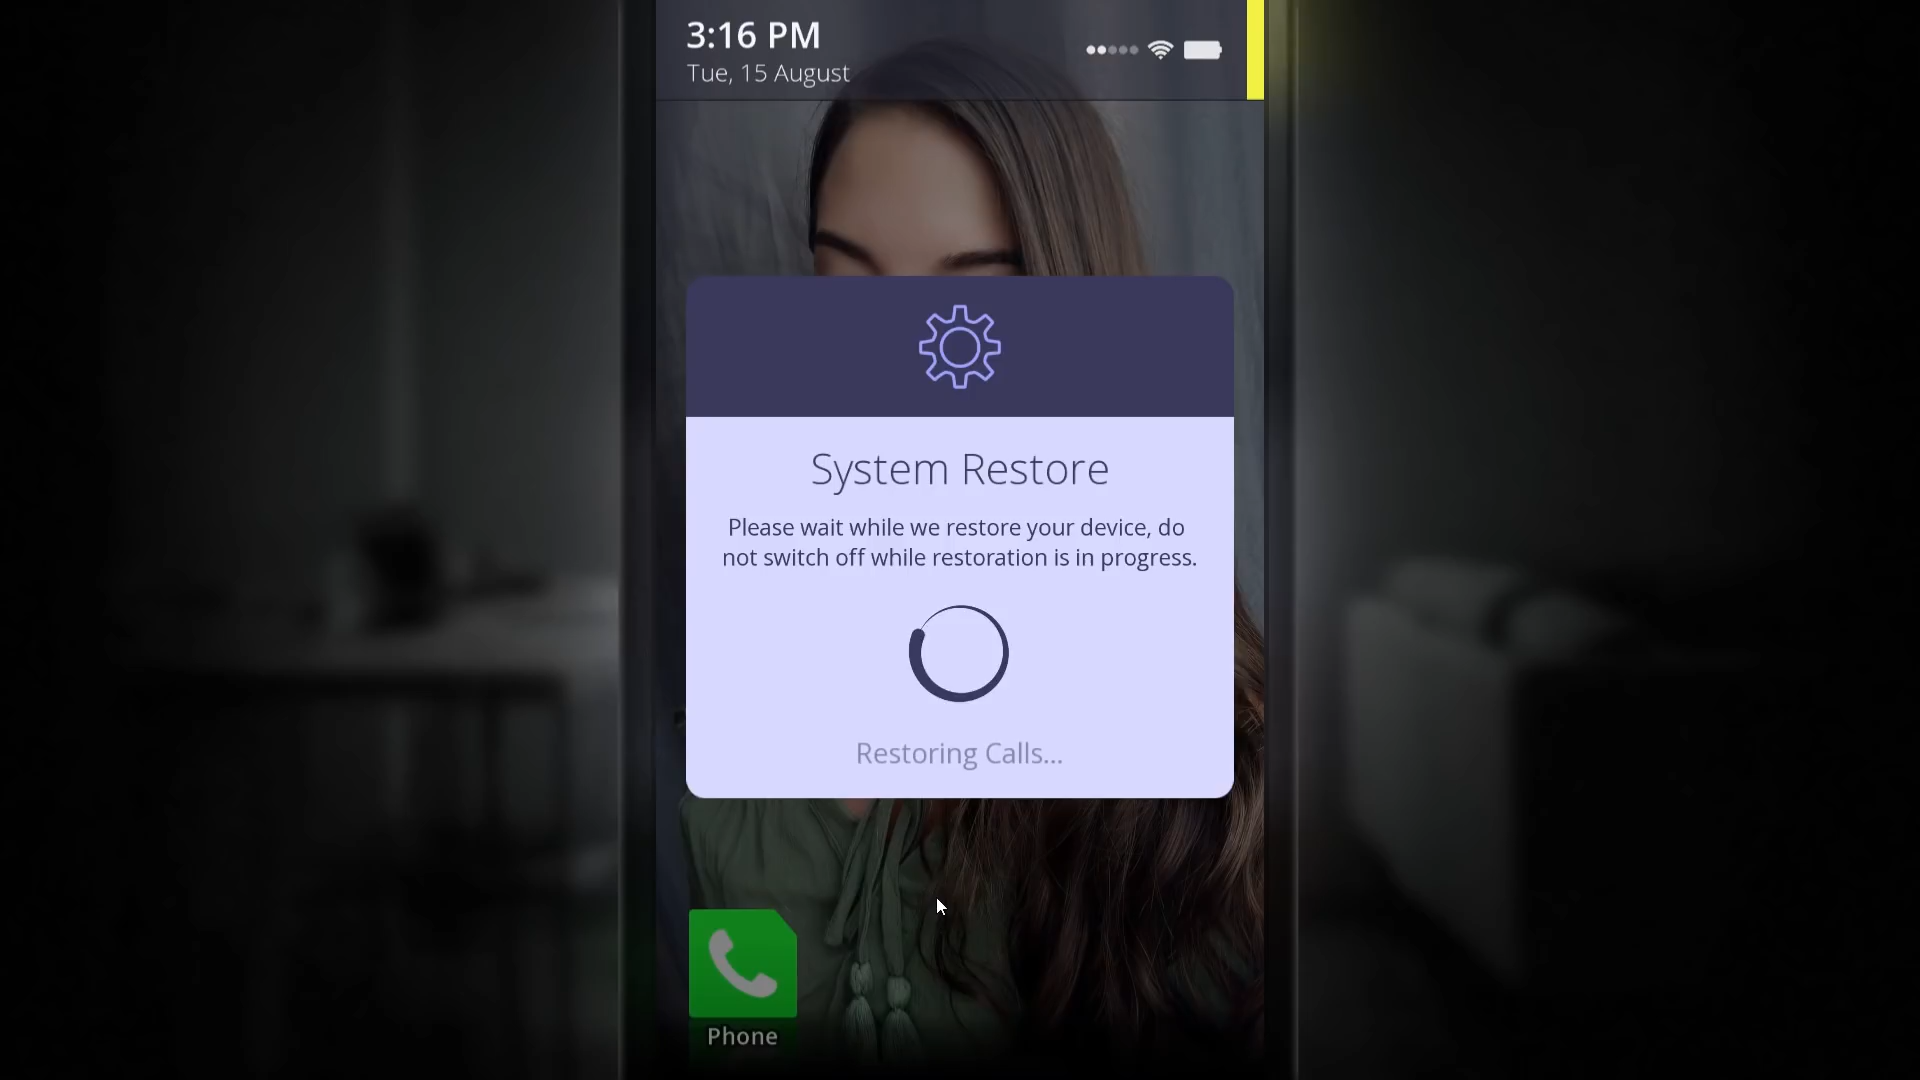 3:16 PM
Tue, 15 August
System Restore
Please wait while we restore your device, do
not switch off while restoration is in progress.
Restoring Calls...
Phone